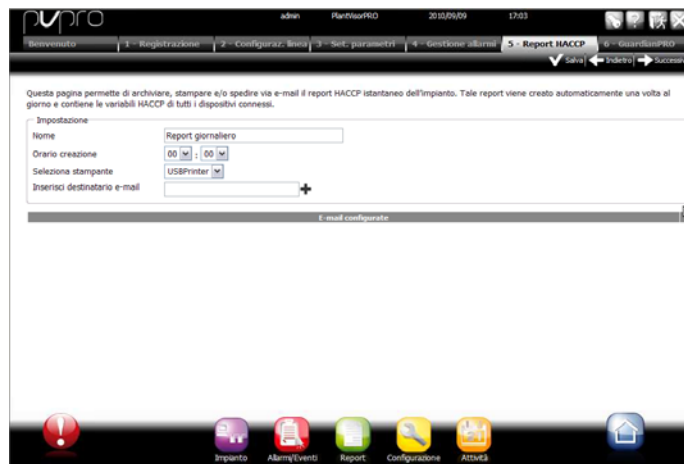 pvpro
admin PlantVisorPRO 2010/09/09 17:03
Benvenuto 1 - Registrazione 2 - Configuraz. linea 3 - Set. parametri 4 - Gestione allarmi 5 - Report HACCP 6 - GuardianPRO
Salva Indietro Successivo
Questa pagina permette di archiviare, stampare e/o spedire via e-mail il report HACCP istantaneo dell'impianto. Tale report viene creato automaticamente una volta al
giorno e contiene le variabili HACCP di tutti i dispositivi connessi.
Impostazione
Nome Report giornaliero
Orario creazione 00 : 00
Seleziona stampante USBPrinter
Inserisci destinatario e-mail
E-mail configurate
Impianto Allarmi/Eventi Report Configurazione Attività